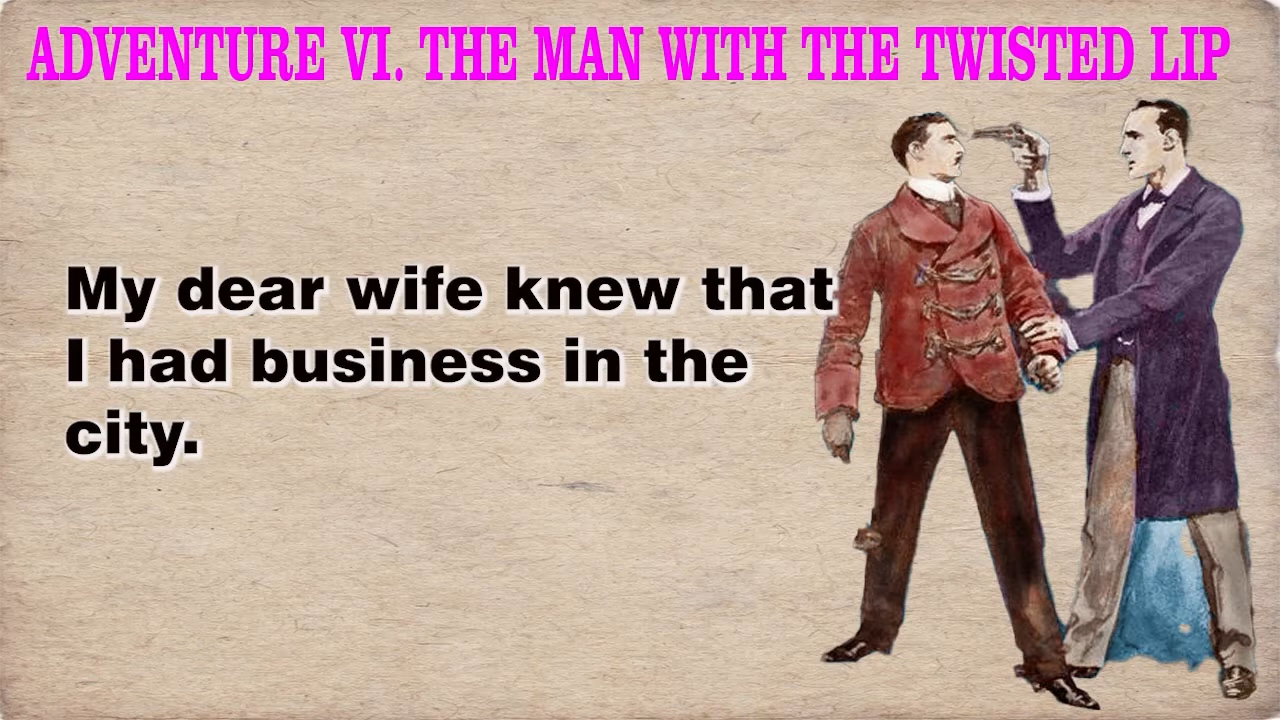 ADVENTURE VI. THE MAN WITH THE TWISTED LIP
My dear wife knew that
I had business in the
city.